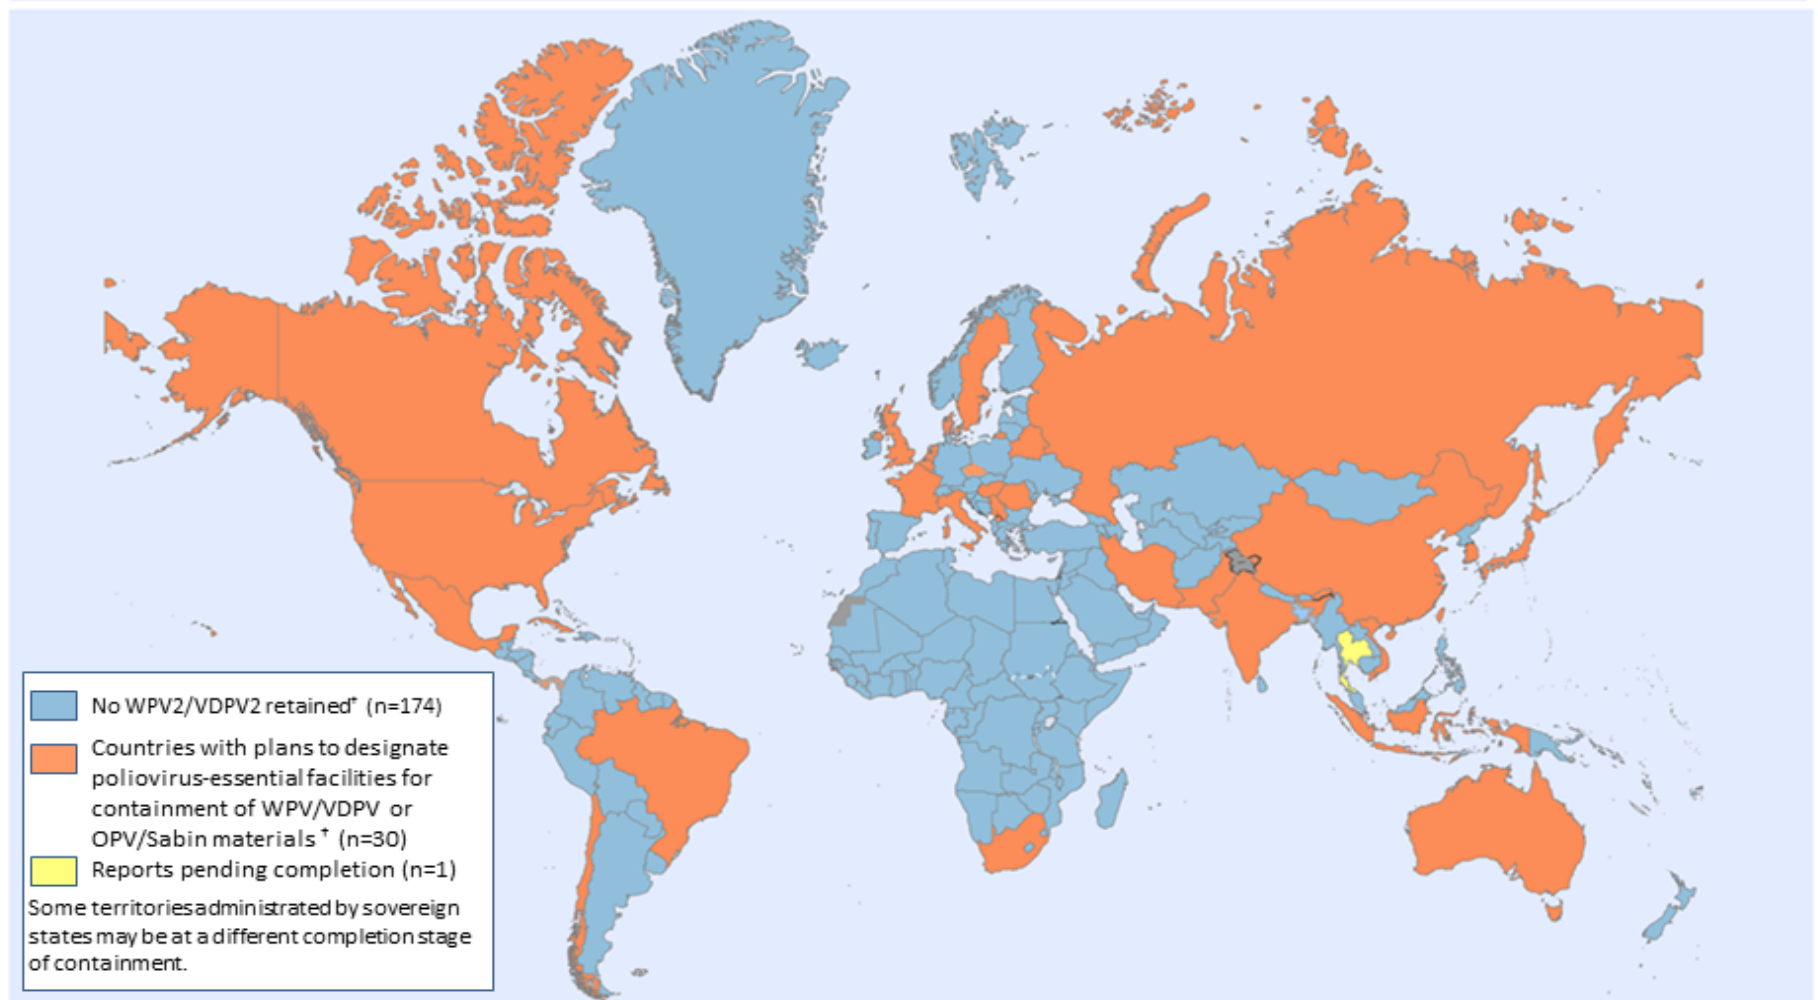 No WPV2/VDPV2 retained† (n=174)
Countries with plans to designate
poliovirus-essential facilities for
containment of WPV/VDPV or
OPV/Sabin materials † (n=30)
Reports pending completion (n=1)
Some territories administrated by sovereign
states may be at a different completion stage
of containment.